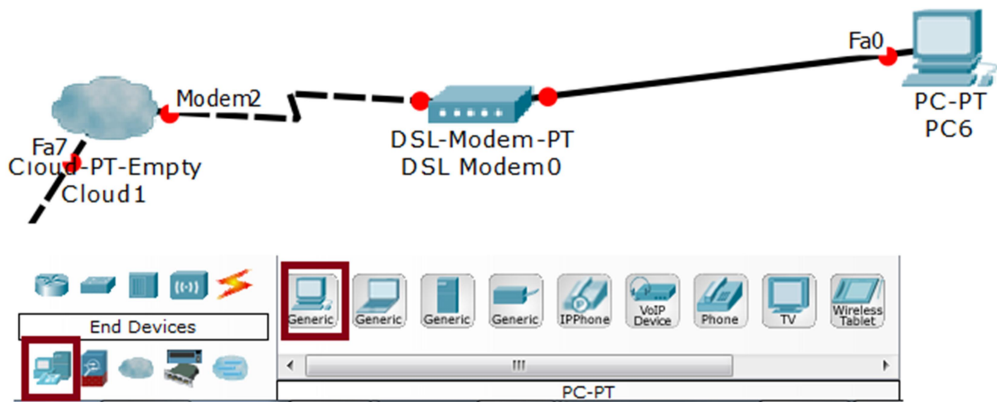 Fa0
PC-PT
PC6
Modem2
DSL-Modem-PT
DSL Modem0
Fa7
Cloud-PT-Empty
Cloud1
End Devices
Generic
Generic
Generic
Generic
IPPhone
VoIP
Device
Phone
TV
Wireless
Tablet
PC-PT